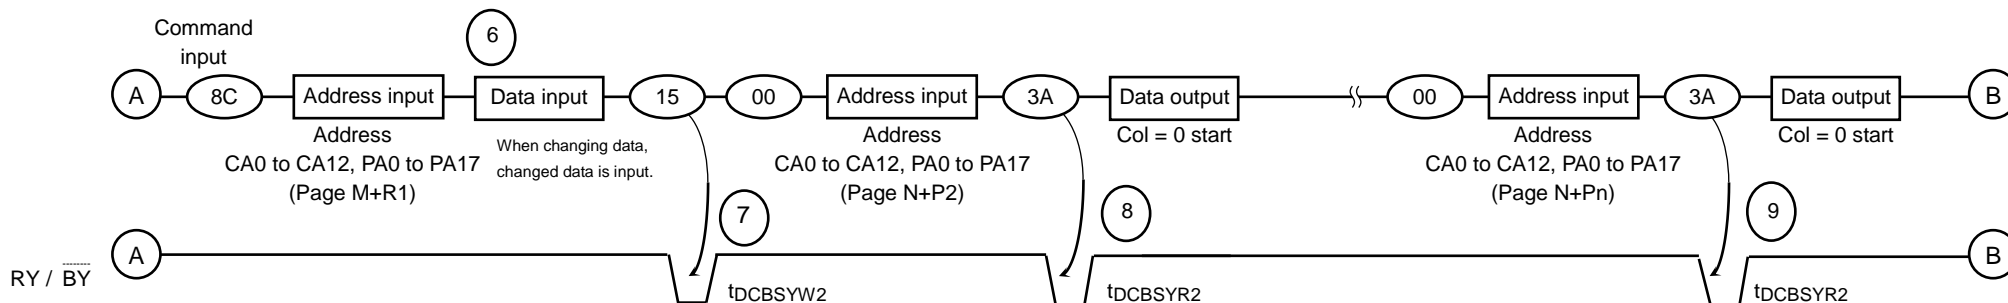 Command
input
6
A
8C
Address input
Data input
15
00
Address input
3A
Data output
00
Address input
3A
Data output
B
Address
CA0 to CA12, PA0 to PA17
(Page M+R1)
When changing data,
changed data is input.
Address
CA0 to CA12, PA0 to PA17
(Page N+P2)
Col = 0 start
Address
CA0 to CA12, PA0 to PA17
(Page N+Pn)
Col = 0 start
7
8
9
A
B
RY / BY
tDCBSYW2
tDCBSYR2
tDCBSYR2